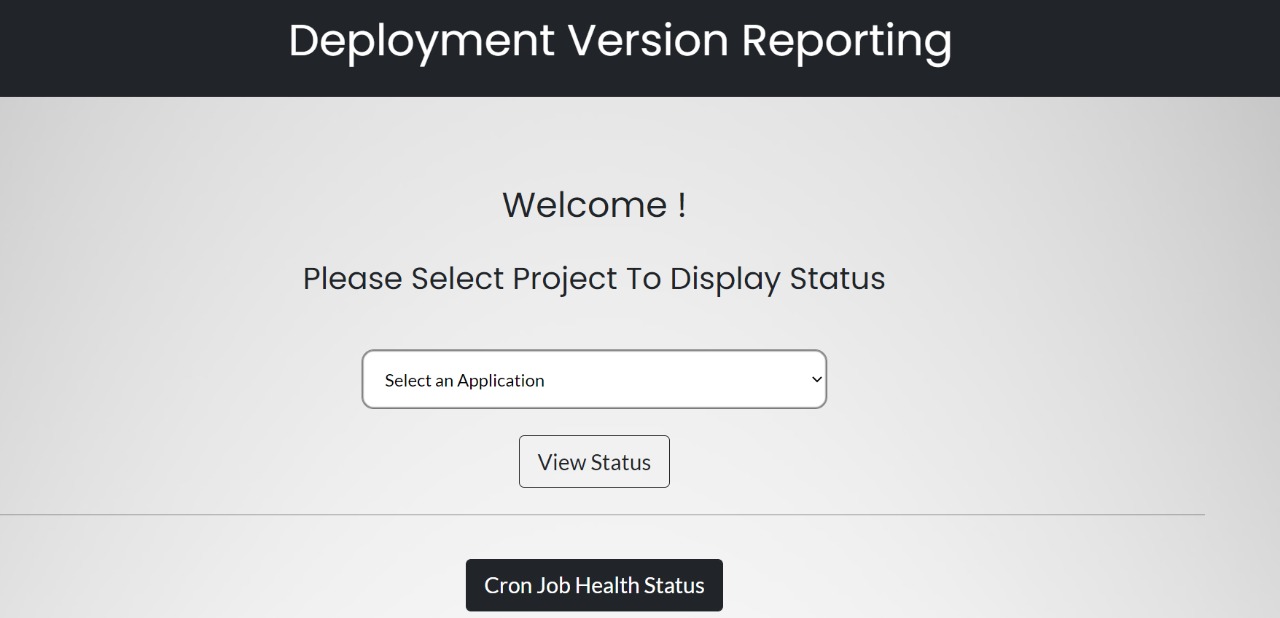 Deployment Version Reporting
Welcome !
Please Select Project To Display Status
Select an Application
View Status
Cron Job Health Status